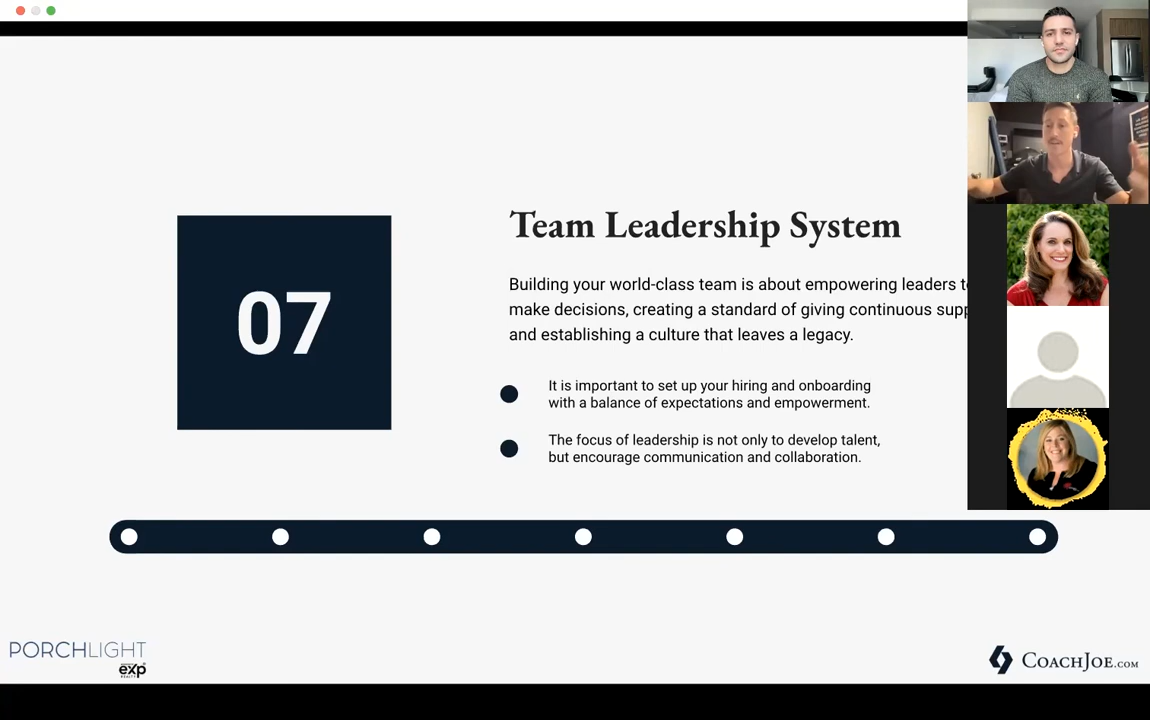 07
Team Leadership System
Building your world-class team is about empowering leaders
make decisions, creating a standard of giving continuous
and establishing a culture that leaves a legacy.
It is important to set up your hiring and onboarding
with a balance of expectations and empowerment.
The focus of leadership is not only to develop talent,
but encourage communication and collaboration.
PORCHLIGHT
exp
REALTY
COACHJOE.COM